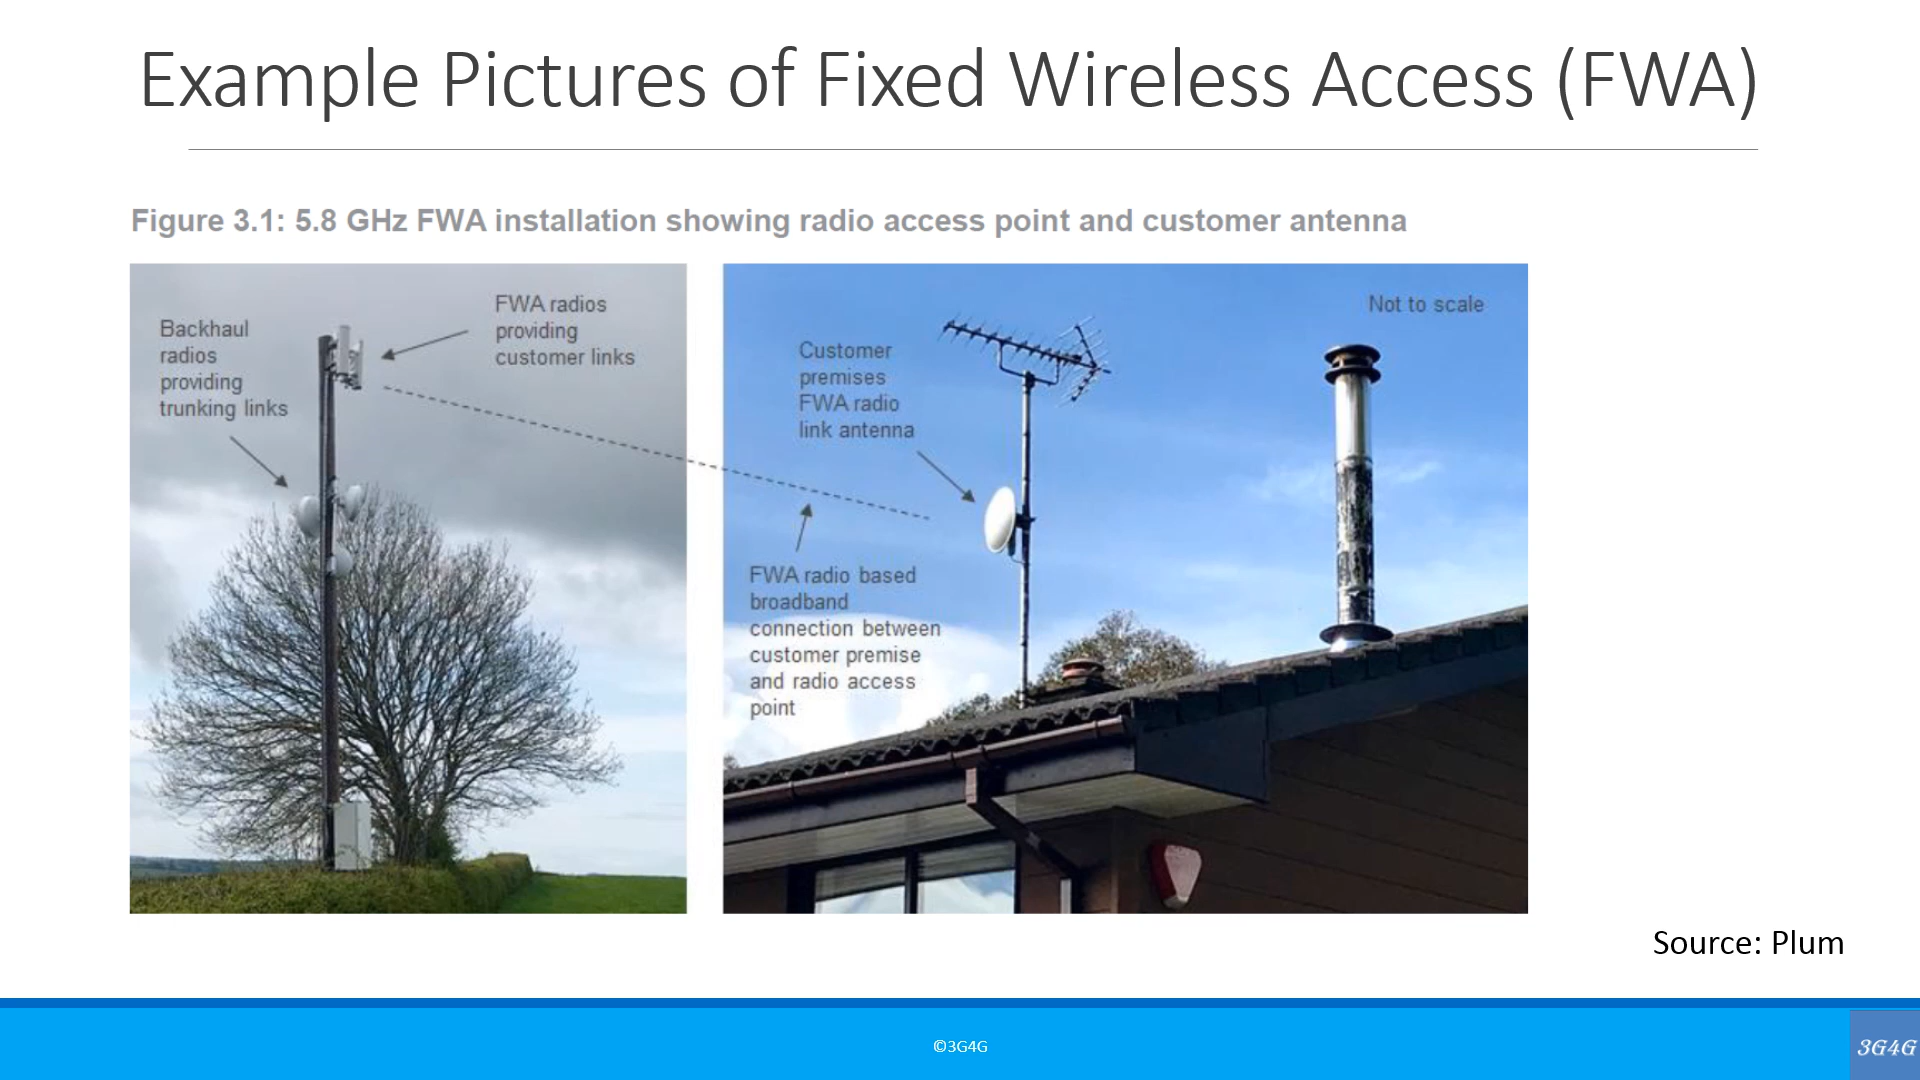 Example Pictures of Fixed Wireless Access (FWA)
Figure 3.1: 5.8 GHz FWA installation showing radio access point and customer antenna
Backhaul
radios
providing
trunking links
FWA radios
providing
customer links
Customer
premises
FWA radio
link antenna
Not to scale
FWA radio based
broadband
connection between
customer premise
and radio access
point
Source: Plum
©3G4G
3G4G